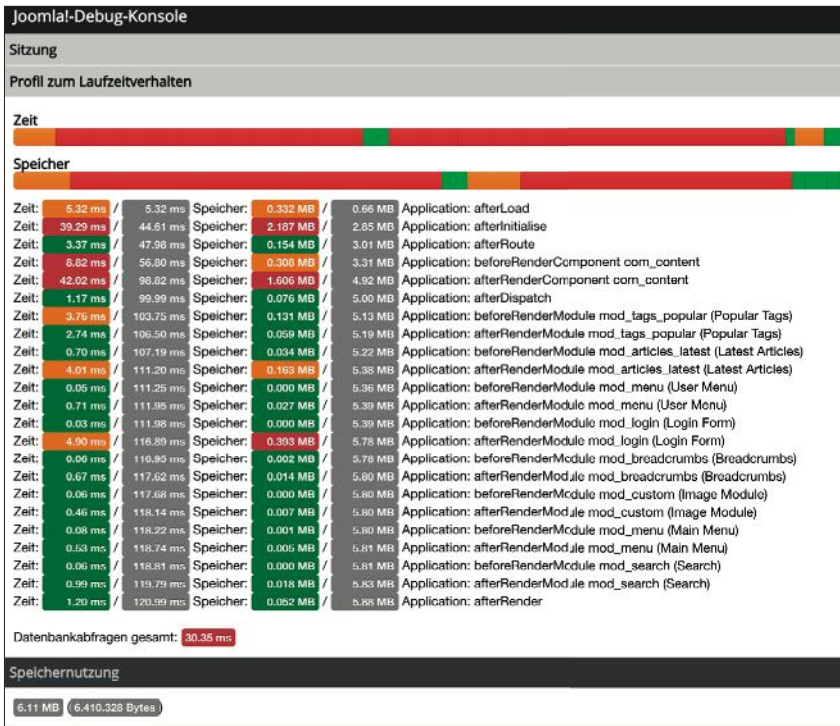 Joomla!-Debug-Konsole
Sitzung
Profil zum Laufzeitverhalten
Zeit
Speicher
Zeit: 5.32 ms / 5.32 ms Speicher: 0.332 MB / 0.66 MB Application: afterLoad
Zeit: 39.29 ms / 44.61 ms Speicher: 2.187 MB / 2.85 MB Application: afterInitialise
Zeit: 3.37 ms / 47.98 ms Speicher: 0.154 MB / 3.01 MB Application: afterRoute
Zeit: 8.82 ms / 56.80 ms Speicher: 0.308 MB / 3.31 MB Application: beforeRenderComponent com_content
Zeit: 42.02 ms / 98.82 ms Speicher: 1.606 MB / 4.92 MB Application: afterRenderComponent com_content
Zeit: 1.17 ms / 99.99 ms Speicher: 0.076 MB / 5.00 MB Application: afterDispatch
Zeit: 3.76 ms / 103.75 ms Speicher: 0.131 MB / 5.13 MB Application: beforeRenderModule mod_tags_popular (Popular Tags)
Zeit: 2.74 ms / 106.50 ms Speicher: 0.059 MB / 5.19 MB Application: afterRenderModule mod_tags_popular (Popular Tags)
Zeit: 0.70 ms / 107.19 ms Speicher: 0.034 MB / 5.22 MB Application: beforeRenderModule mod_articles_latest (Latest Articles)
Zeit: 4.01 ms / 111.20 ms Speicher: 0.163 MB / 5.38 MB Application: afterRenderModule mod_articles_latest (Latest Articles)
Zeit: 0.05 ms / 111.25 ms Speicher: 0.000 MB / 5.36 MB Application: beforeRenderModule mod_menu (User Menu)
Zeit: 0.71 ms / 111.95 ms Speicher: 0.027 MB / 5.39 MB Application: afterRenderModule mod_menu (User Menu)
Zeit: 0.03 ms / 111.98 ms Speicher: 0.000 MB / 5.39 MB Application: beforeRenderModule mod_login (Login Form)
Zeit: 4.90 ms / 116.89 ms Speicher: 0.393 MB / 5.78 MB Application: afterRenderModule mod_login (Login Form)
Zeit: 0.06 ms / 116.95 ms Speicher: 0.002 MB / 5.78 MB Application: beforeRenderModule mod_breadcrumbs (Breadcrumbs)
Zeit: 0.67 ms / 117.62 ms Speicher: 0.014 MB / 5.80 MB Application: afterRenderModule mod_breadcrumbs (Breadcrumbs)
Zeit: 0.06 ms / 117.68 ms Speicher: 0.000 MB / 5.80 MB Application: beforeRenderModule mod_custom (Image Module)
Zeit: 0.46 ms / 118.14 ms Speicher: 0.007 MB / 5.80 MB Application: afterRenderModule mod_custom (Image Module)
Zeit: 0.08 ms / 118.22 ms Speicher: 0.001 MB / 5.80 MB Application: beforeRenderModule mod_menu (Main Menu)
Zeit: 0.53 ms / 118.74 ms Speicher: 0.005 MB / 5.81 MB Application: afterRenderModule mod_menu (Main Menu)
Zeit: 0.06 ms / 118.81 ms Speicher: 0.000 MB / 5.81 MB Application: beforeRenderModule mod_search (Search)
Zeit: 0.99 ms / 119.79 ms Speicher: 0.018 MB / 5.83 MB Application: afterRenderModule mod_search (Search)
Zeit: 1.20 ms / 120.99 ms Speicher: 0.052 MB / 5.88 MB Application: afterRender
Datenbankabfragen gesamt: 30.35 ms
Speichernutzung
6.11 MB (6.410.328 Bytes)